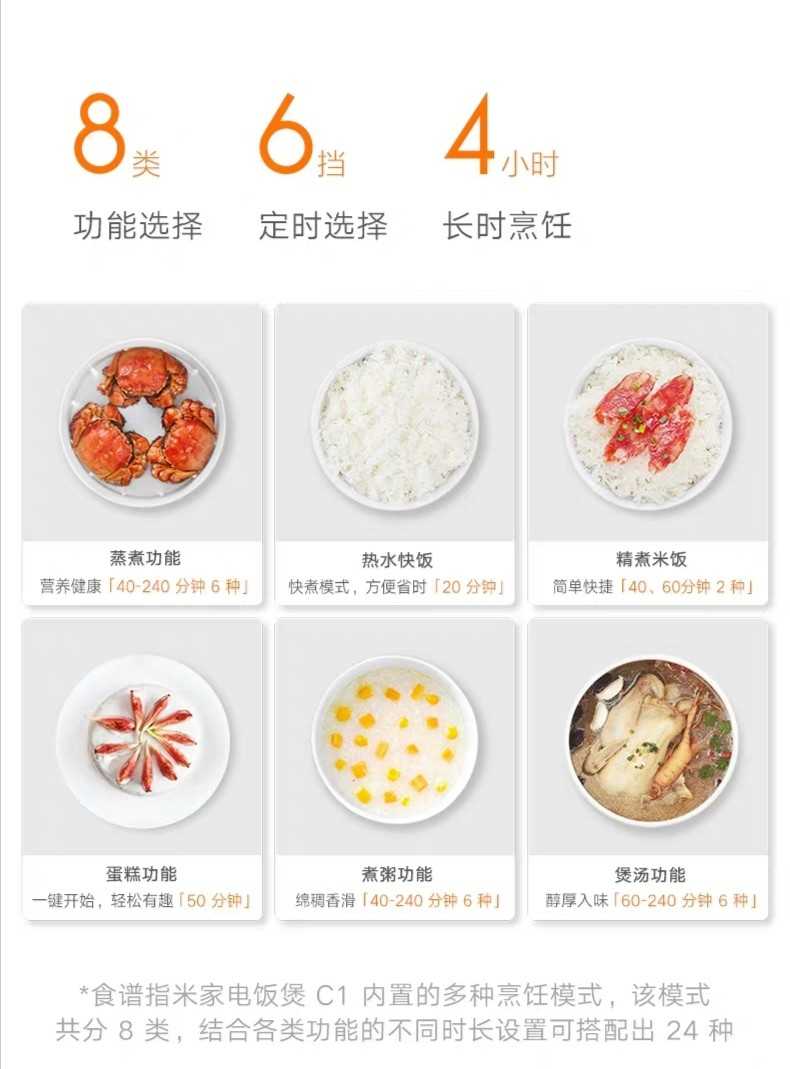 8类 6挡 4小时
功能选择 定时选择 长时烹饪
蒸煮功能
营养健康「40-240 分钟 6 种」
热水快饭
快煮模式，方便省时「20 分钟」
精煮米饭
简单快捷「40、60分钟 2 种」
蛋糕功能
一键开始，轻松有趣「50 分钟」
煮粥功能
绵稠香滑「40-240 分钟 6 种」
煲汤功能
醇厚入味「60-240 分钟 6 种」
*食谱指米家电饭煲 C1 内置的多种烹饪模式，该模式
共分 8 类，结合各类功能的不同时长设置可搭配出 24 种